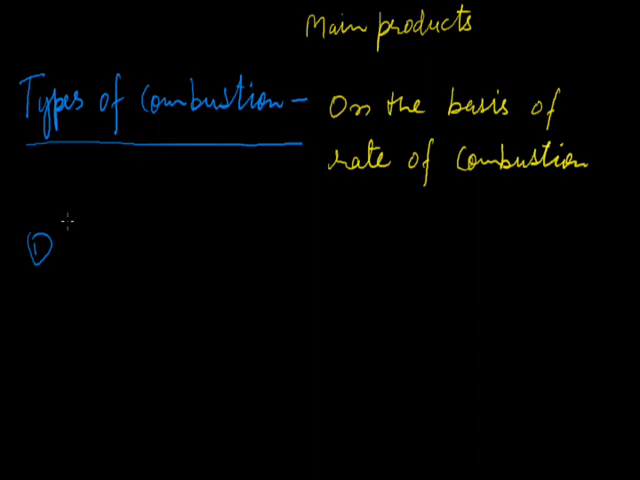 Main products
Types of Combustion - On the basis of
rate of Combustion
①